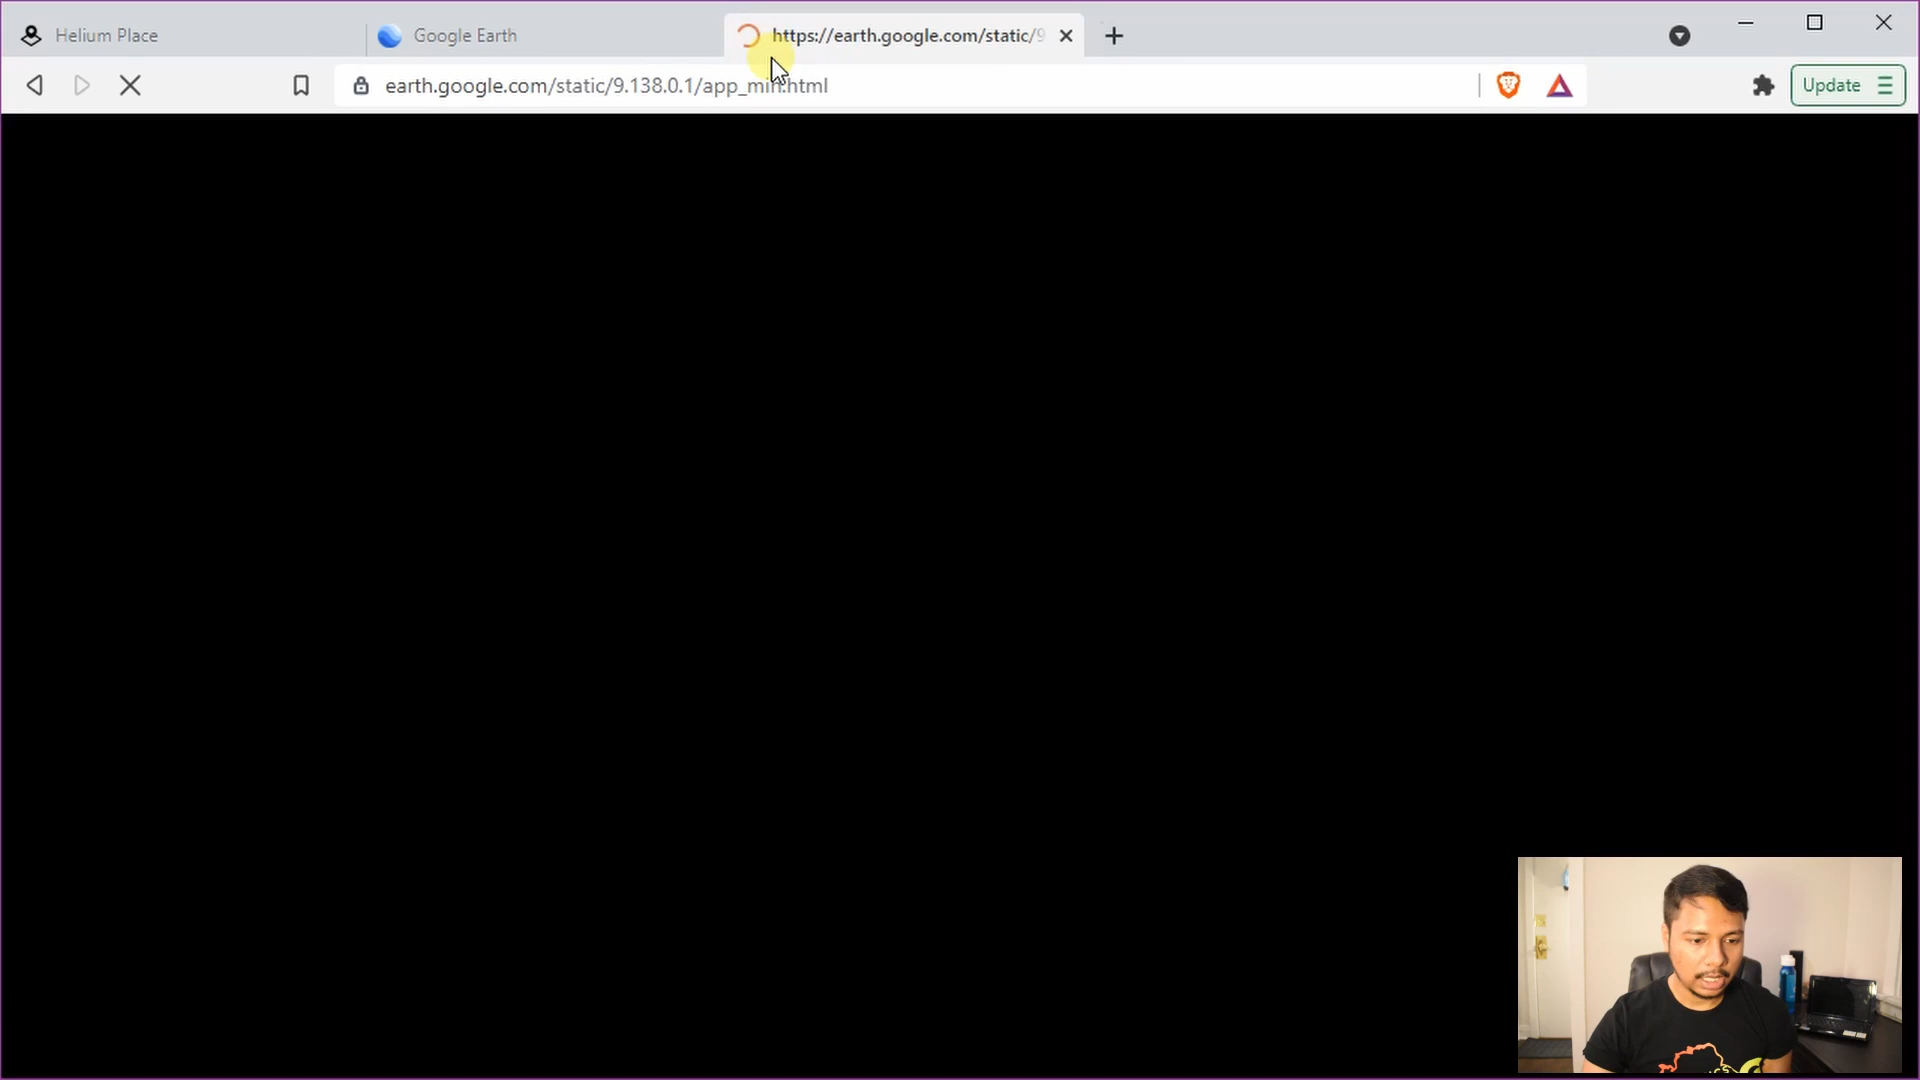 Helium Place
Google Earth
https://earth.google.com/static/9
earth.google.com/static/9.138.0.1/app_min.html
Update